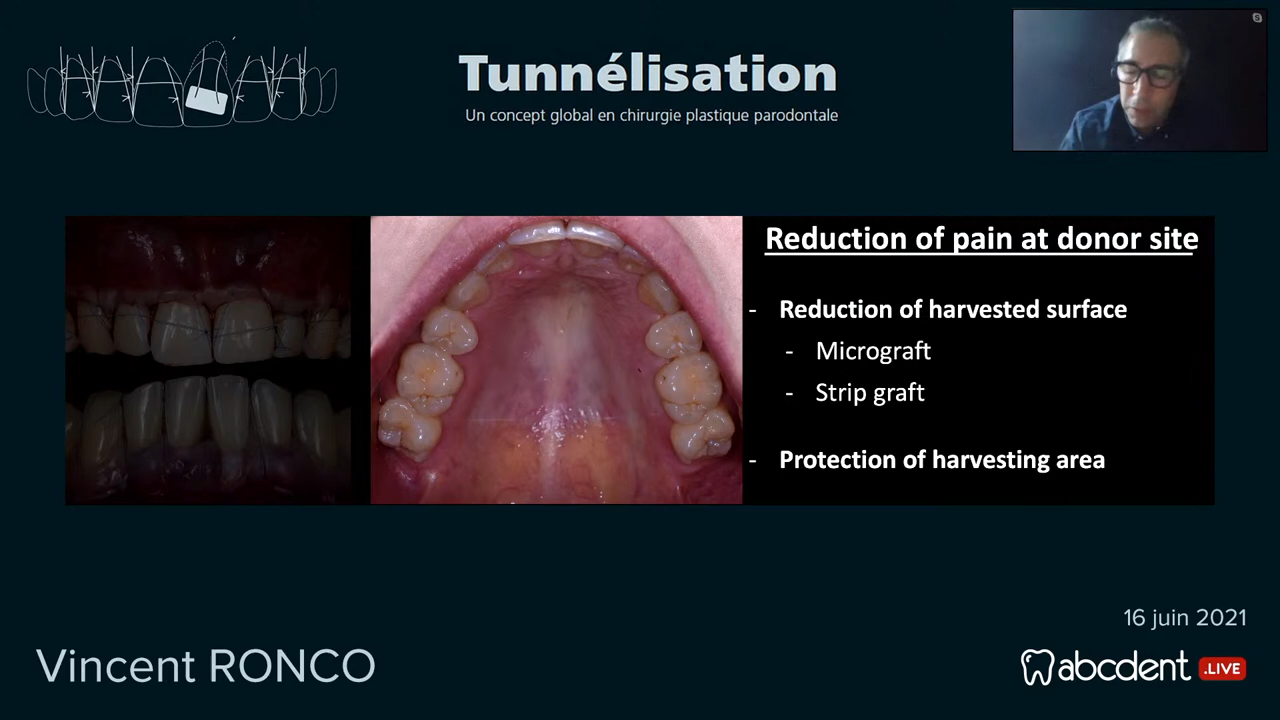 Tunnélisation
Un concept global en chirurgie plastique parodontale
Reduction of pain at donor site
- Reduction of harvested surface
- Micrograft
- Strip graft
- Protection of harvesting area
16 juin 2021
Vincent RONCO
abcdent .LIVE